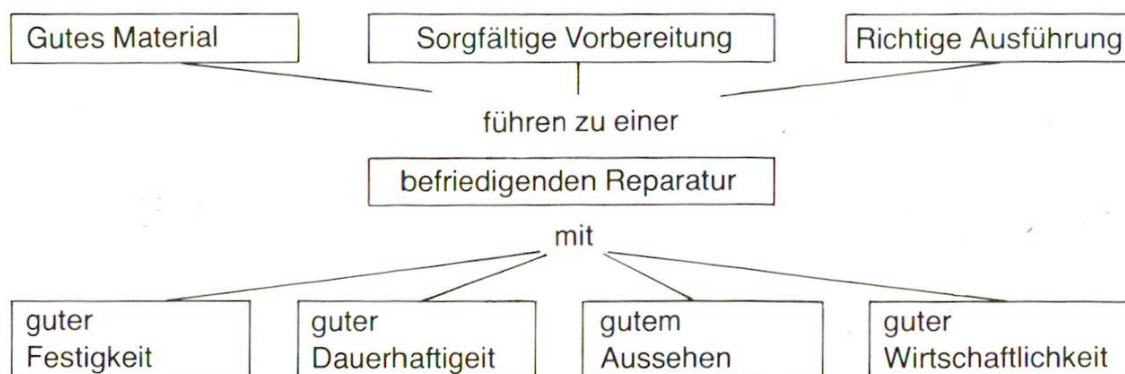 Gutes Material
Sorgfältige Vorbereitung
Richtige Ausführung
führen zu einer
befriedigenden Reparatur
mit
guter
Festigkeit
guter
Dauerhaftigeit
gutem
Aussehen
guter
Wirtschaftlichkeit